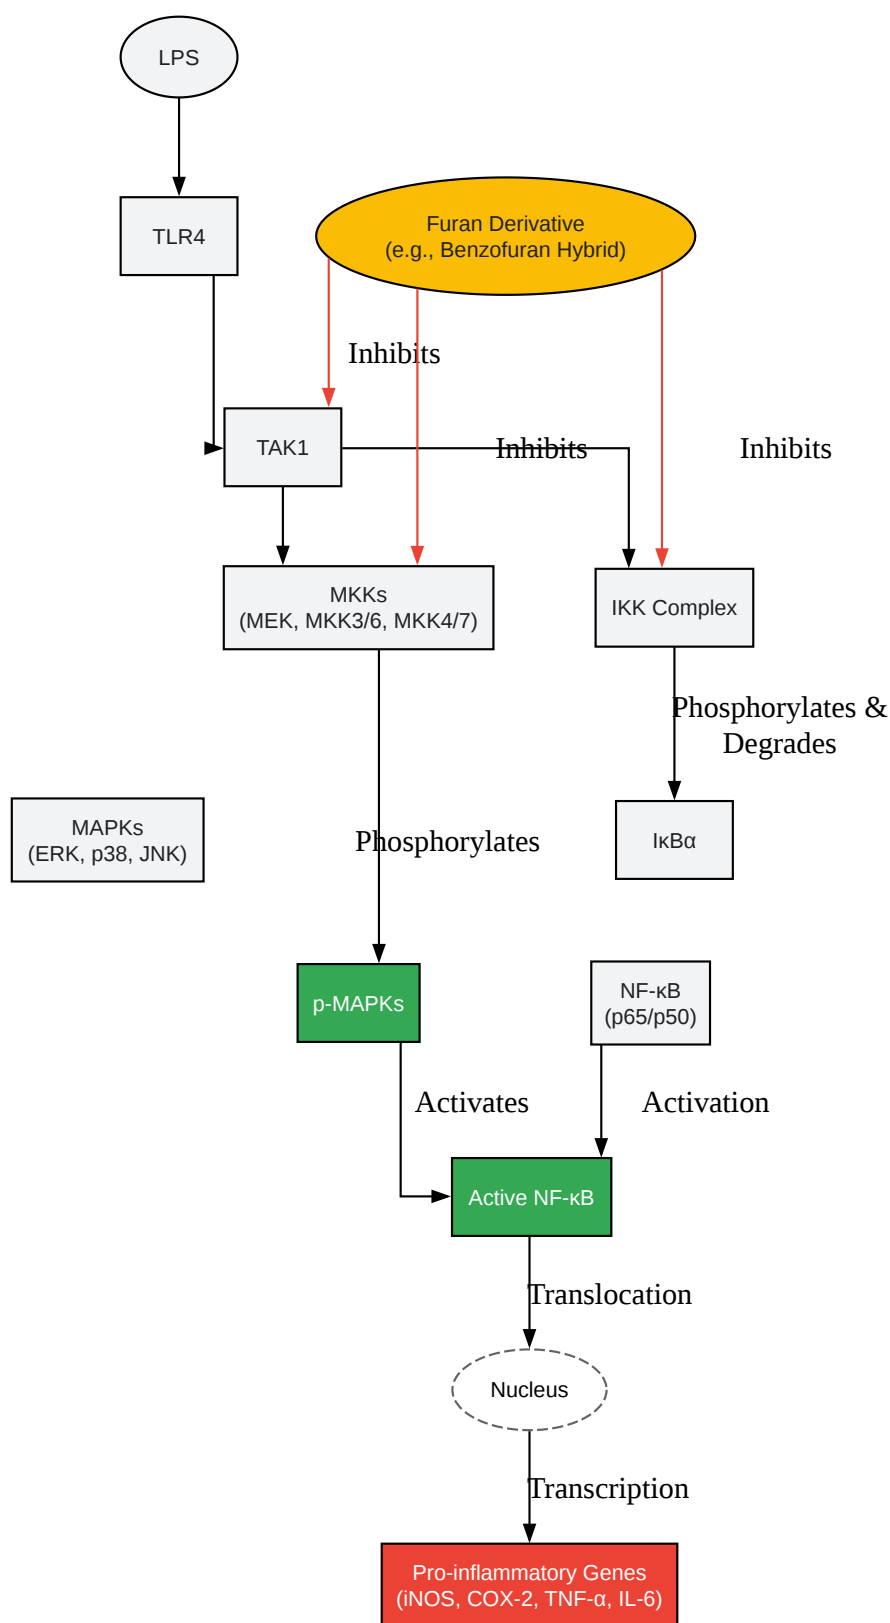 LPS
TLR4
Furan Derivative
(e.g., Benzofuran Hybrid)
Inhibits
TAK1
Inhibits
Inhibits
MKKs
(MEK, MKK3/6, MKK4/7)
IKK Complex
Phosphorylates &
Degrades
MAPKs
(ERK, p38, JNK)
Phosphorylates
IκBα
p-MAPKs
NF-κB
(p65/p50)
Activates
Activation
Active NF-κB
Translocation
Nucleus
Transcription
Pro-inflammatory Genes
(iNOS, COX-2, TNF-α, IL-6)